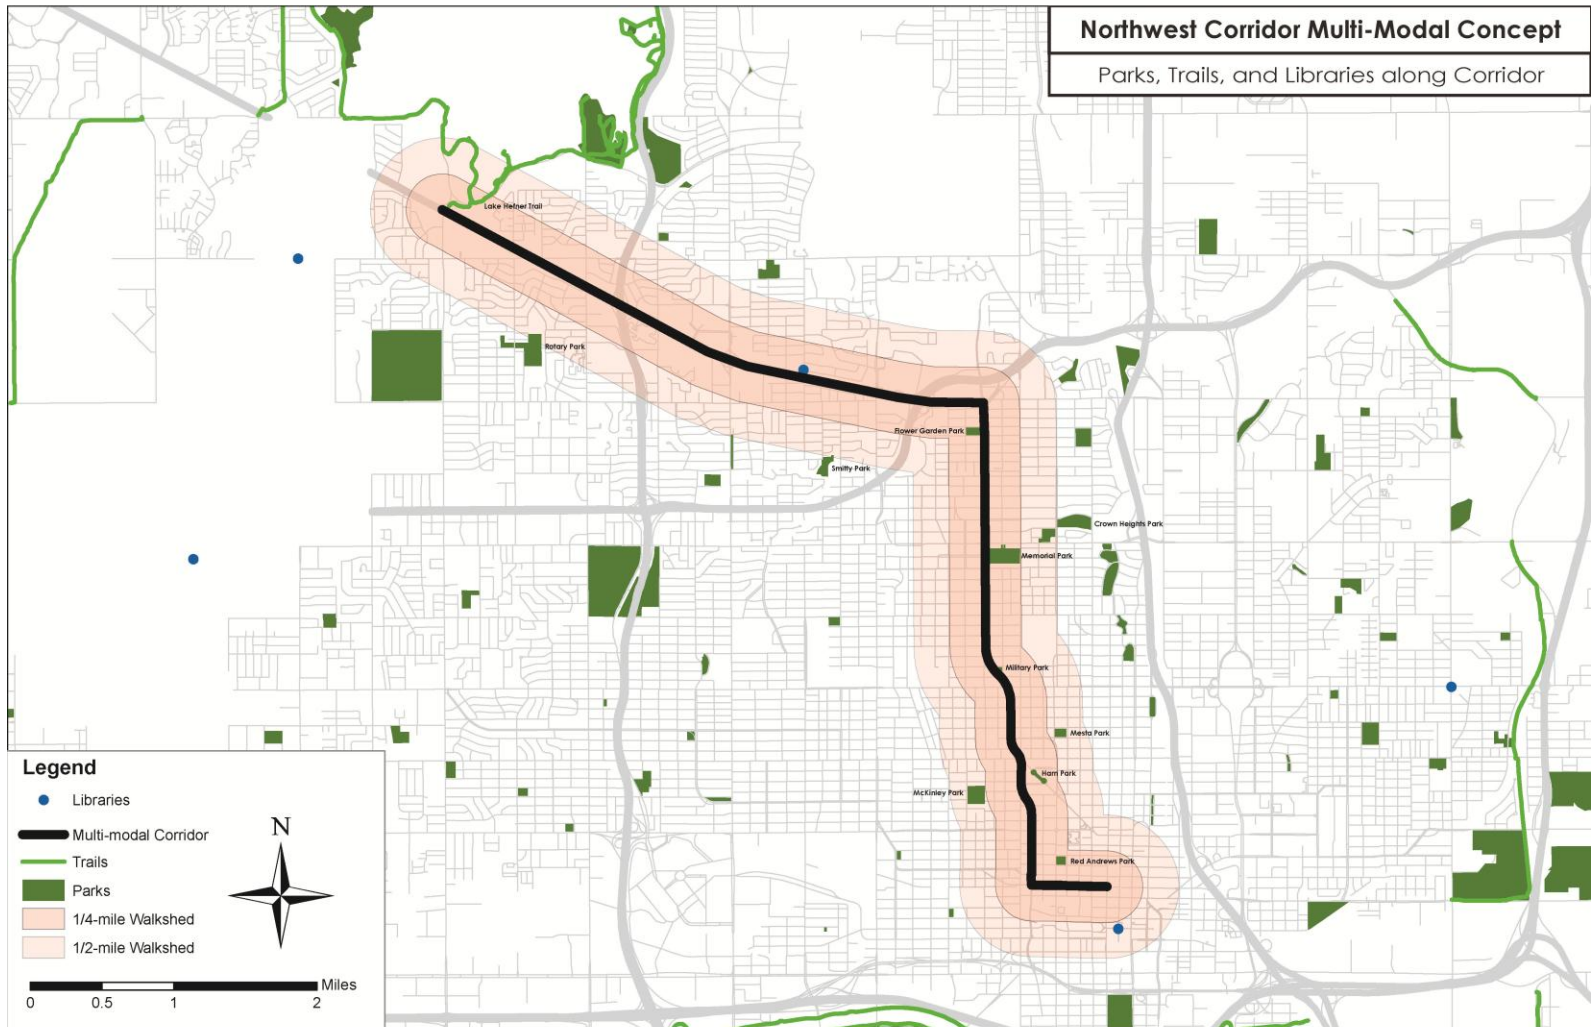 Northwest Corridor Multi-Modal Concept
Parks, Trails, and Libraries along Corridor
Lake Hefner Trail
Rotary Park
Flower Garden Park
Smitty Park
Crown Heights Park
Memorial Park
Military Park
Mesta Park
Harn Park
McKinley Park
Red Andrews Park
Legend
Libraries
Multi-modal Corridor
Trails
Parks
1/4-mile Walkshed
1/2-mile Walkshed
N
Miles
0 0.5 1 2